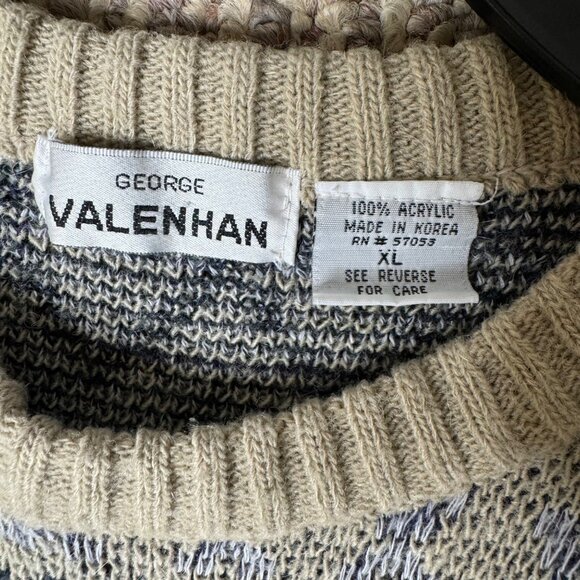 GEORGE
VALENHAN
100% ACRYLIC
MADE IN KOREA
RN # 57053
XL
SEE REVERSE
FOR CARE